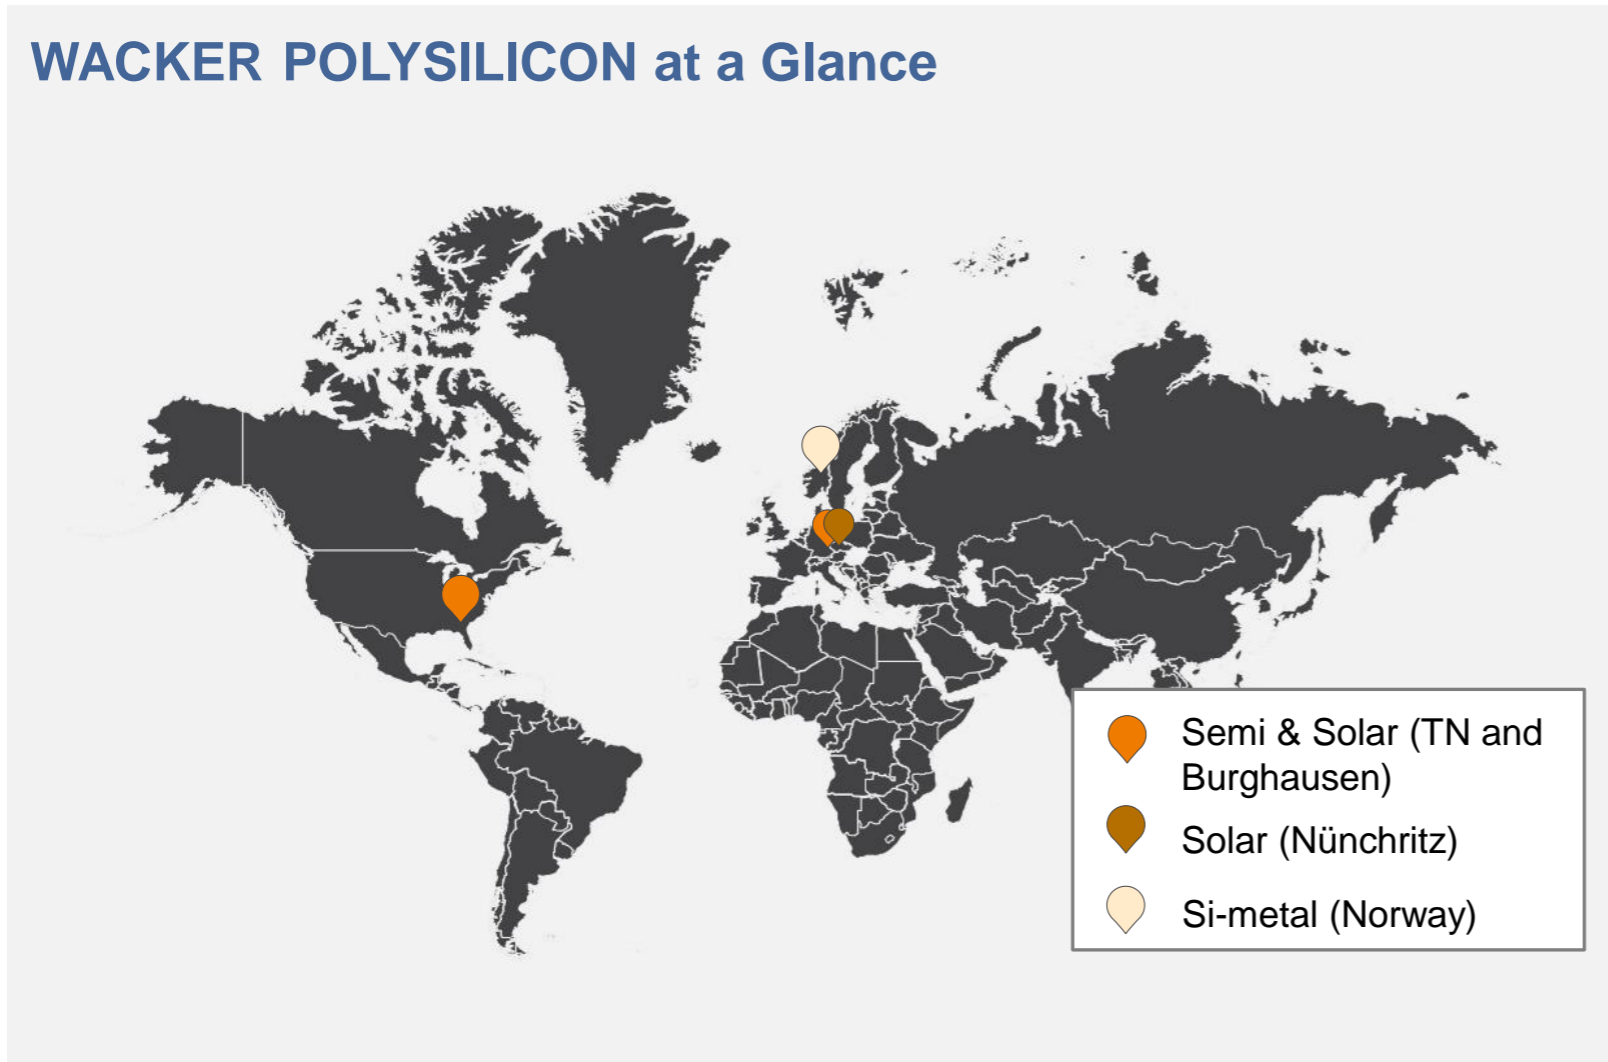 WACKER POLYSILICON at a Glance
Semi & Solar (TN and
Burghausen)
Solar (Nünchritz)
Si-metal (Norway)